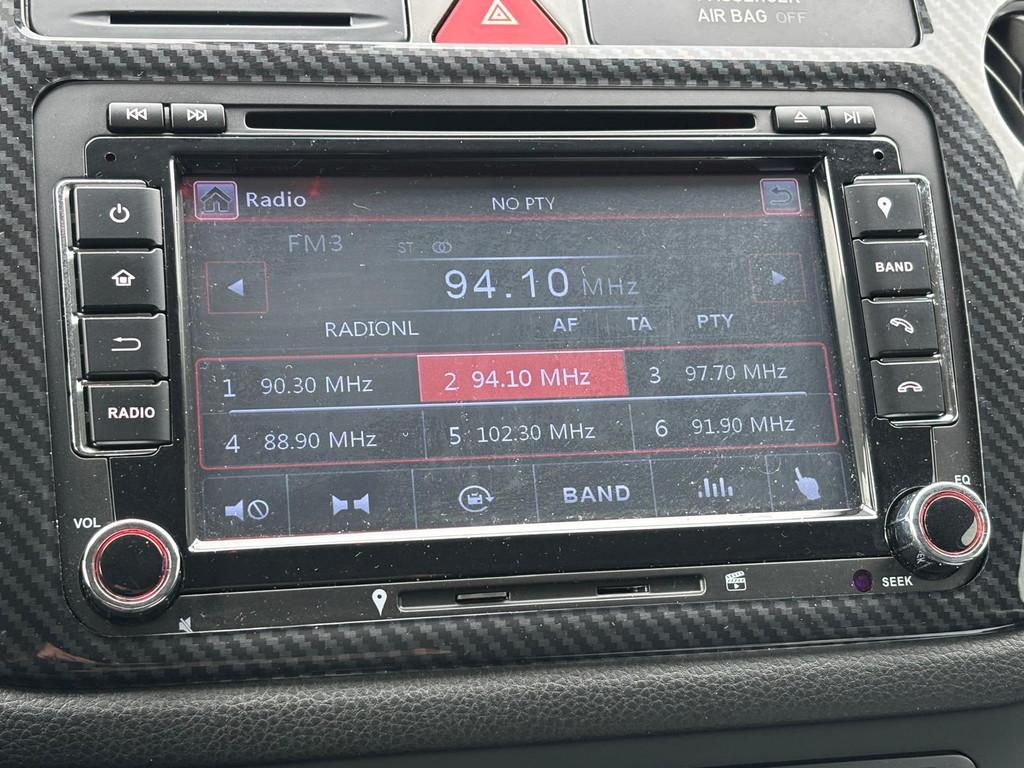 PASSENGER
AIR BAG OFF
Radio
NO PTY
FM3
ST
94.10 MHz
BAND
RADIONL
AF
TA
PTY
1 90.30 MHz
2 94.10 MHz
3 97.70 MHz
RADIO
4 88.90 MHz
5 102.30 MHz
6 91.90 MHz
BAND
EQ
VOL
SEEK